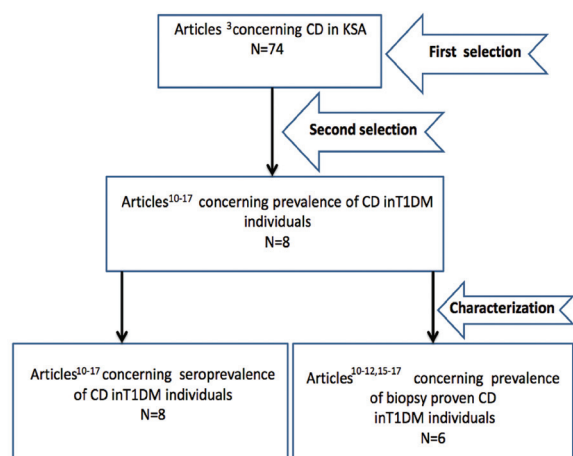 Articles ³concerning CD in KSA
N=74
First selection
Second selection
Articles¹⁰⁻¹⁷ concerning prevalence of CD inT1DM
individuals
N=8
Characterization
Articles¹⁰⁻¹⁷ concerning seroprevalence
of CD inT1DM individuals
N=8
Articles¹⁰⁻¹²,¹⁵⁻¹⁷ concerning prevalence
of biopsy proven CD
inT1DM individuals
N=6